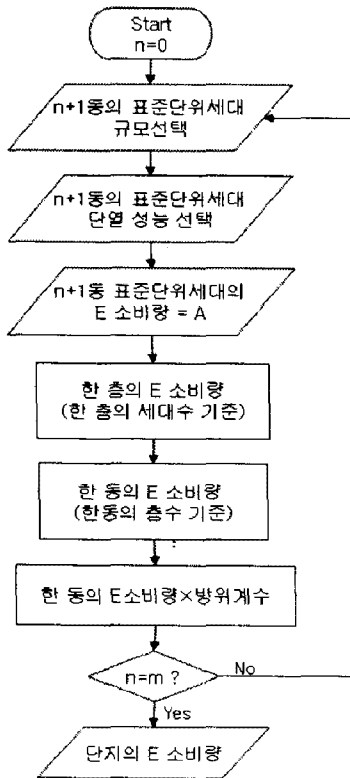 Start
n=0
n+1동의 표준단위세대
규모선택
n+1동의 표준단위세대
단열 성능 선택
n+1동 표준단위세대의
E 소비량 = A
한 층의 E 소비량
(한 층의 세대수 기준)
한 동의 E 소비량
(한동의 층수 기준)
한 동의 E소비량×방위계수
n=m ?
No
Yes
단지의 E 소비량